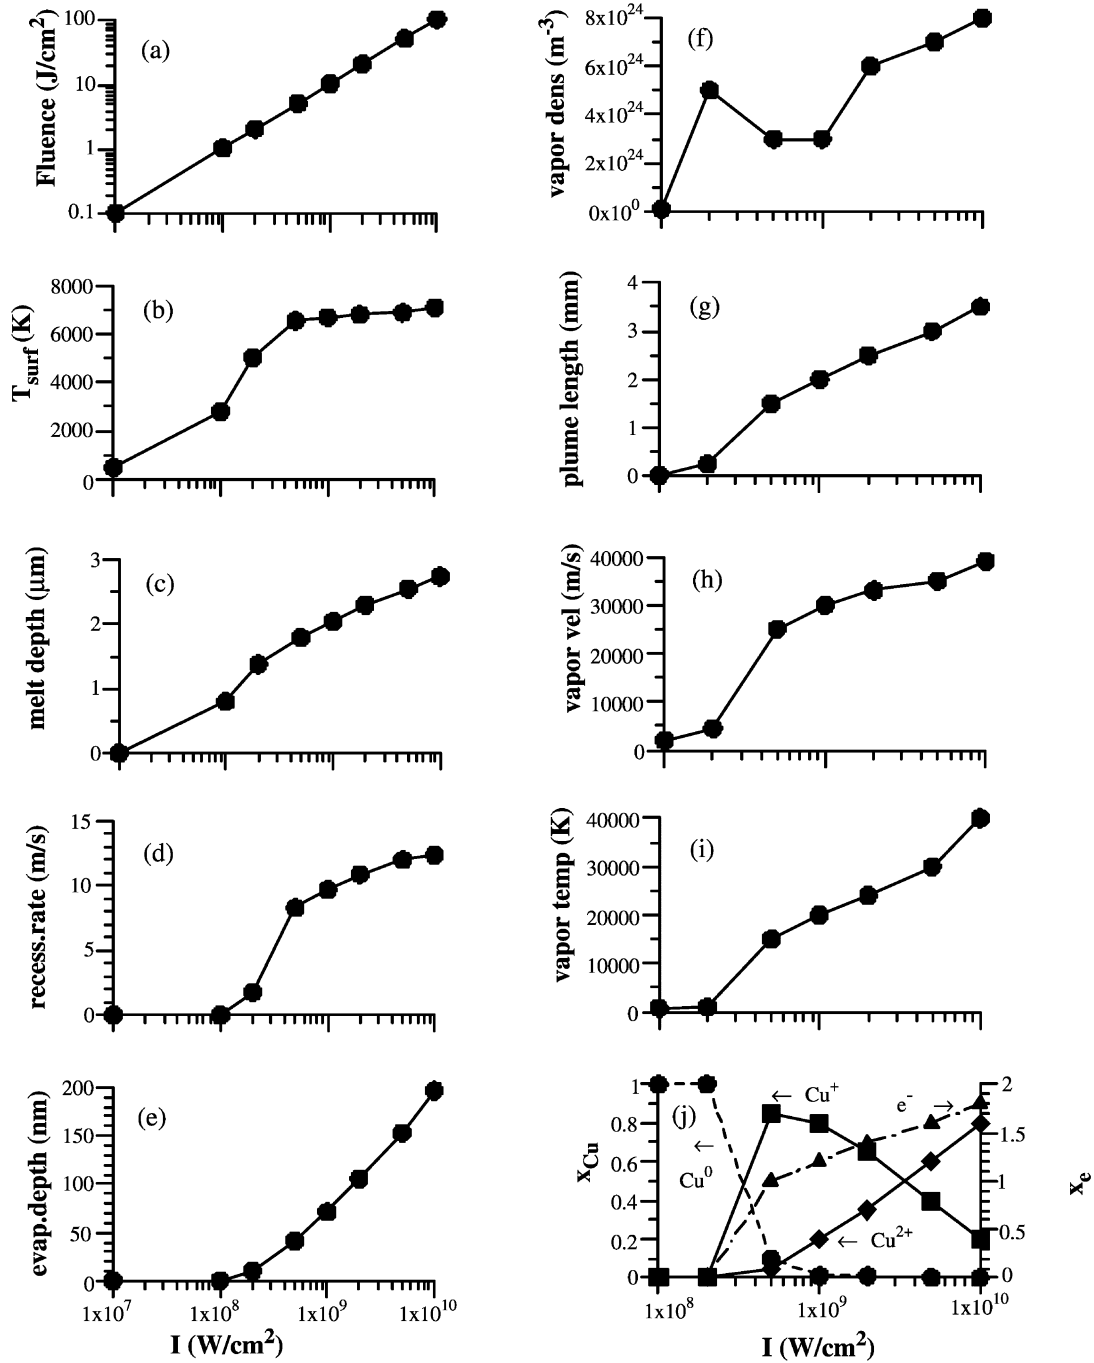 Fluence (J/cm²)
100
10
1
0.1
(a)
vapor dens (m⁻³)
8x10²⁴
6x10²⁴
4x10²⁴
2x10²⁴
0x10⁰
(f)
T_surf (K)
8000
6000
4000
2000
0
(b)
plume length (mm)
4
3
2
1
0
(g)
melt depth (μm)
3
2
1
0
(c)
vapor vel (m/s)
40000
30000
20000
10000
0
(h)
recess.rate (m/s)
15
10
5
0
(d)
vapor temp (K)
40000
30000
20000
10000
0
(i)
evap.depth (nm)
200
150
100
50
0
(e)
1x10⁷ 1x10⁸ 1x10⁹ 1x10¹⁰
I (W/cm²)
x_Cu
1
0.8
0.6
0.4
0.2
0
(j)
← Cu⁺
e⁻ →
← Cu⁰
← Cu²⁺
2
1.5
1
0.5
0
x_e
1x10⁸ 1x10⁹ 1x10¹⁰
I (W/cm²)